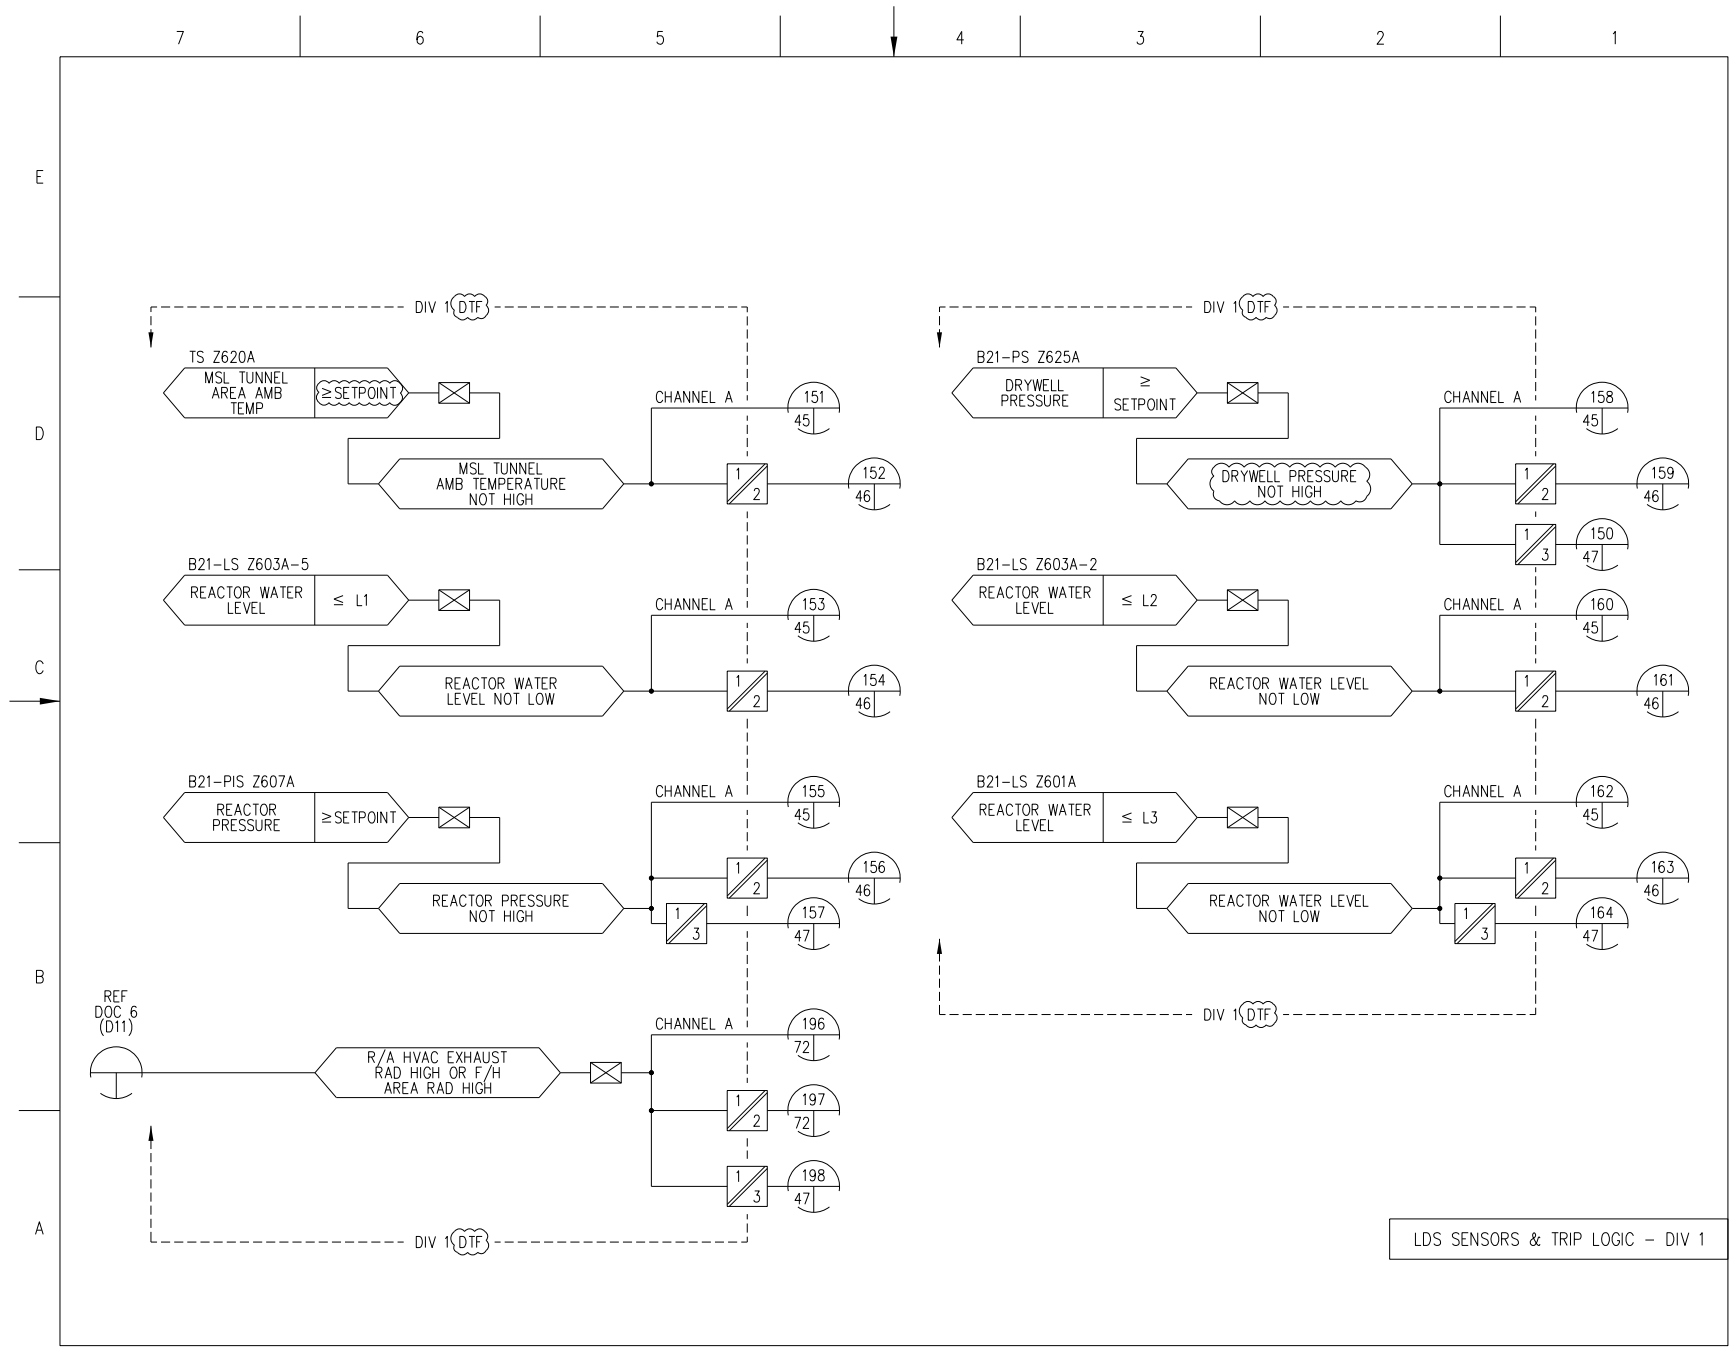 7 6 5 4 3 2 1
E
D
C
B
A
DIV 1 DTF
TS Z620A
MSL TUNNEL
AREA AMB
TEMP
≥SETPOINT
CHANNEL A
151
45
MSL TUNNEL
AMB TEMPERATURE
NOT HIGH
1
2
152
46
B21-LS Z603A-5
REACTOR WATER
LEVEL
≤ L1
CHANNEL A
153
45
REACTOR WATER
LEVEL NOT LOW
1
2
154
46
B21-PIS Z607A
REACTOR
PRESSURE
≥SETPOINT
CHANNEL A
155
45
REACTOR PRESSURE
NOT HIGH
1
2
156
46
1
3
157
47
REF
DOC 6
(D11)
R/A HVAC EXHAUST
RAD HIGH OR F/H
AREA RAD HIGH
CHANNEL A
196
72
1
2
197
72
1
3
198
47
DIV 1 DTF
DIV 1 DTF
B21-PS Z625A
DRYWELL
PRESSURE
≥
SETPOINT
CHANNEL A
158
45
DRYWELL PRESSURE
NOT HIGH
1
2
159
46
1
3
150
47
B21-LS Z603A-2
REACTOR WATER
LEVEL
≤ L2
CHANNEL A
160
45
REACTOR WATER LEVEL
NOT LOW
1
2
161
46
B21-LS Z601A
REACTOR WATER
LEVEL
≤ L3
CHANNEL A
162
45
REACTOR WATER LEVEL
NOT LOW
1
2
163
46
1
3
164
47
DIV 1 DTF
LDS SENSORS & TRIP LOGIC - DIV 1